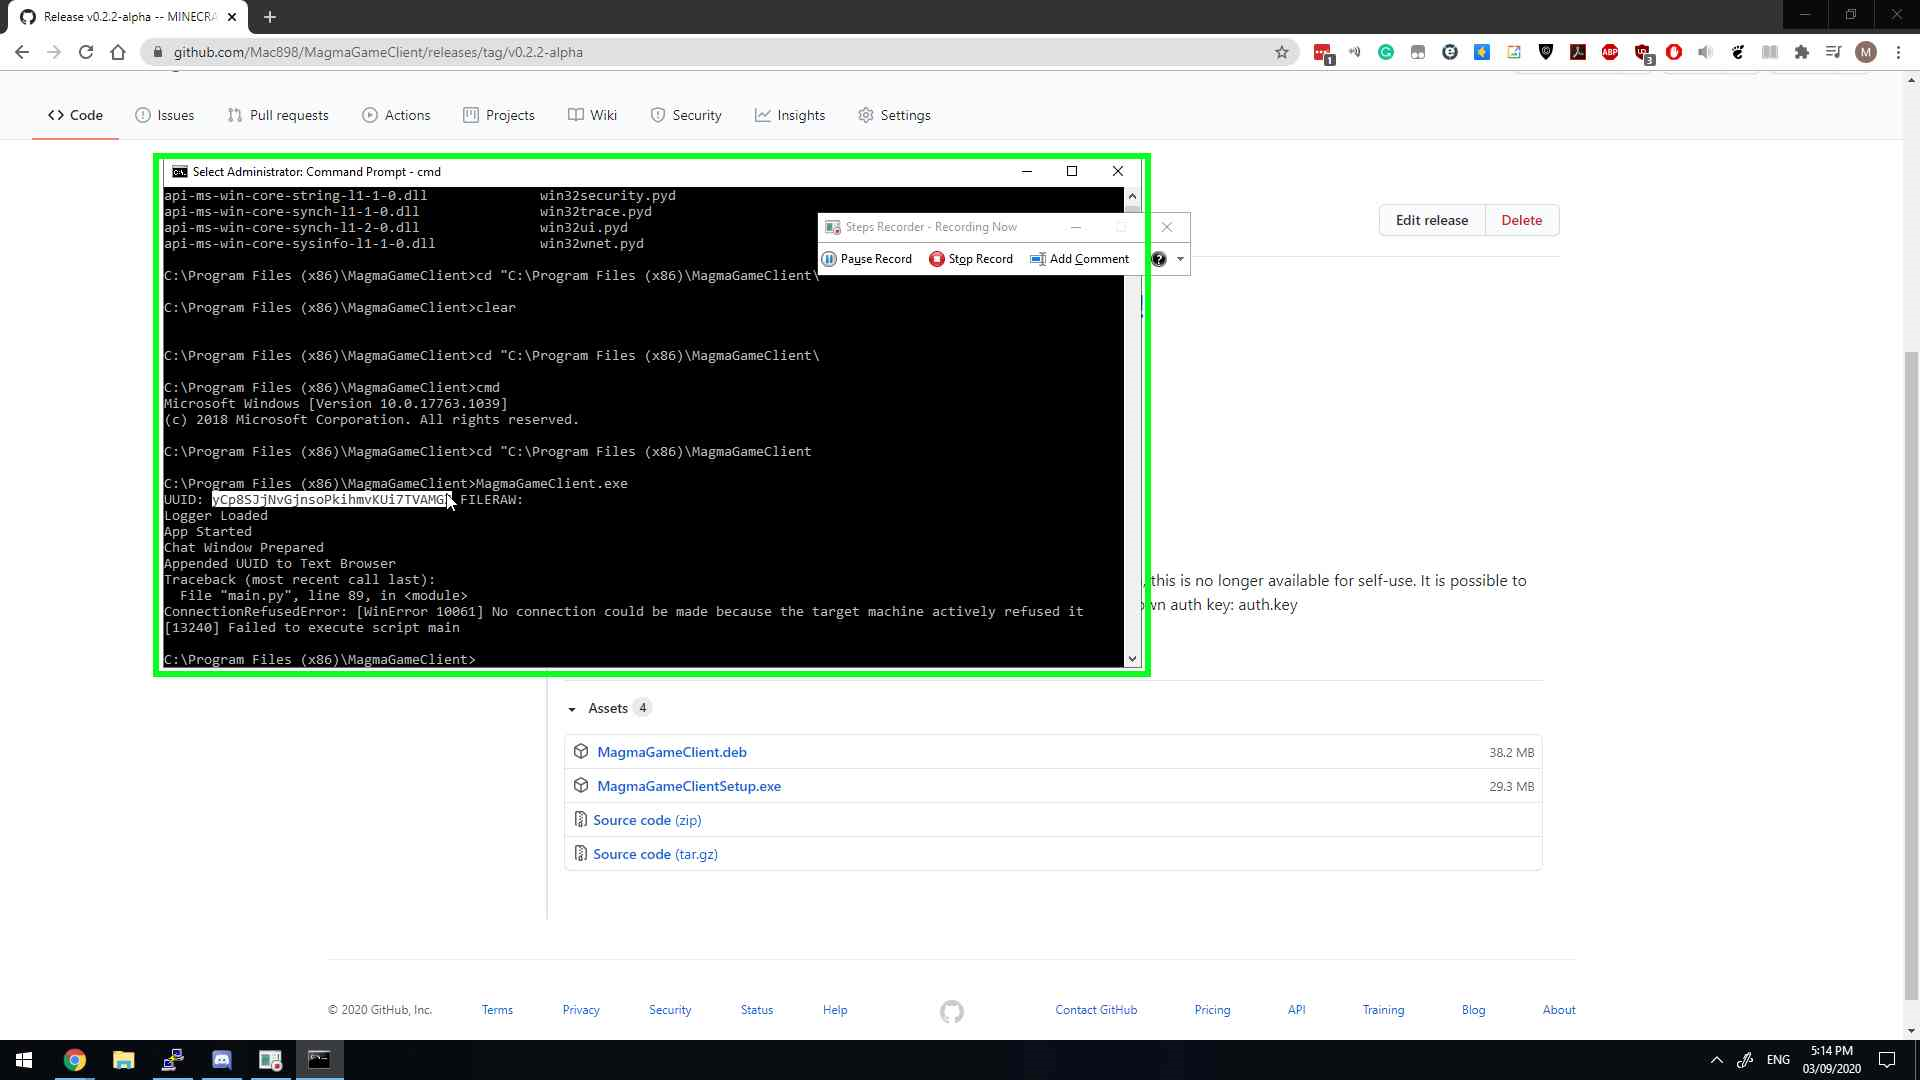 Release v0.2.2-alpha -- MINECRA
github.com/Mac898/MagmaGameClient/releases/tag/v0.2.2-alpha
1
3
ABP
M
<> Code
Issues
Pull requests
Actions
Projects
Wiki
Security
Insights
Settings
Edit release
Delete
Select Administrator: Command Prompt - cmd
api-ms-win-core-string-l1-1-0.dll win32security.pyd
api-ms-win-core-synch-l1-1-0.dll win32trace.pyd
api-ms-win-core-synch-l1-2-0.dll win32ui.pyd
api-ms-win-core-sysinfo-l1-1-0.dll win32wnet.pyd
Steps Recorder - Recording Now
Pause Record
Stop Record
Add Comment
C:\Program Files (x86)\MagmaGameClient>cd "C:\Program Files (x86)\MagmaGameClient\
C:\Program Files (x86)\MagmaGameClient>clear
C:\Program Files (x86)\MagmaGameClient>cd "C:\Program Files (x86)\MagmaGameClient\
C:\Program Files (x86)\MagmaGameClient>cmd
Microsoft Windows [Version 10.0.17763.1039]
(c) 2018 Microsoft Corporation. All rights reserved.
C:\Program Files (x86)\MagmaGameClient>cd "C:\Program Files (x86)\MagmaGameClient
C:\Program Files (x86)\MagmaGameClient>MagmaGameClient.exe
UUID: FILERAW:
Logger Loaded
App Started
Chat Window Prepared
Appended UUID to Text Browser
Traceback (most recent call last):
File "main.py", line 89, in <module>
ConnectionRefusedError: [WinError 10061] No connection could be made because the target machine actively refused it
[13240] Failed to execute script main
C:\Program Files (x86)\MagmaGameClient>
this is no longer available for self-use. It is possible to
auth key: auth.key
Assets 4
MagmaGameClient.deb 38.2 MB
MagmaGameClientSetup.exe 29.3 MB
Source code (zip)
Source code (tar.gz)
© 2020 GitHub, Inc.
Terms
Privacy
Security
Status
Help
Contact GitHub
Pricing
API
Training
Blog
About
ENG
5:14 PM
03/09/2020